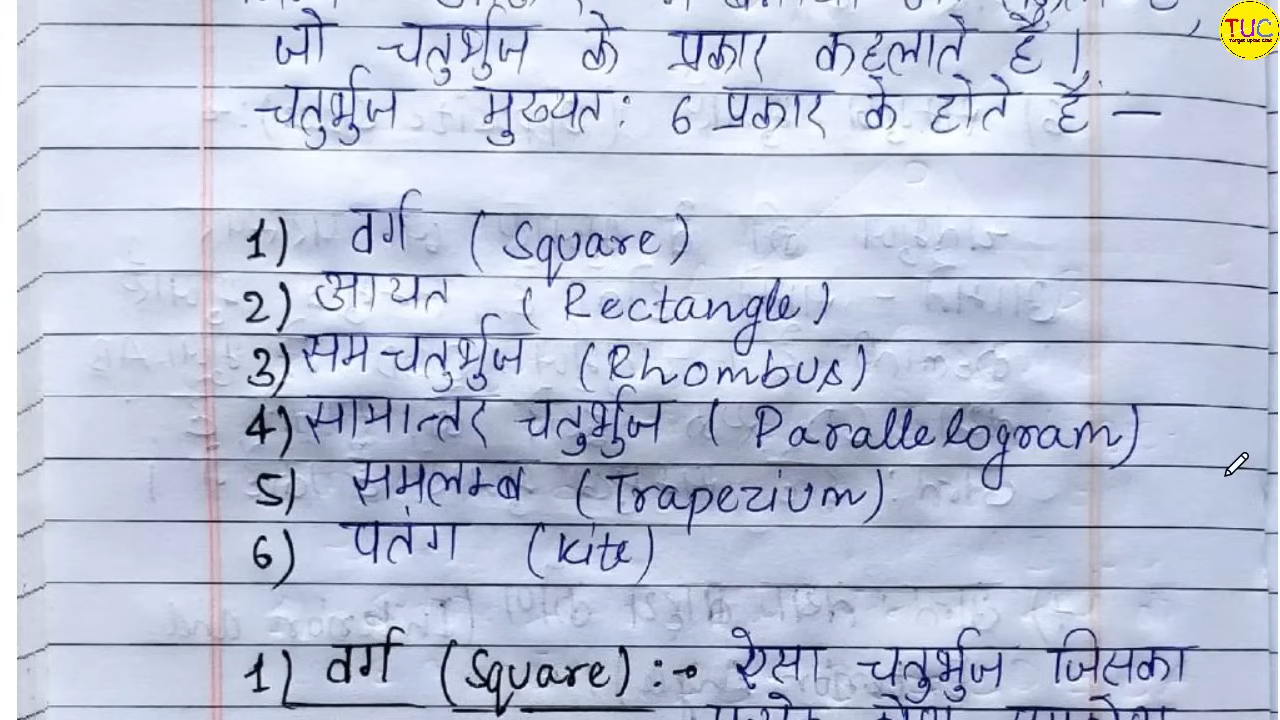 जो चतुर्भुज के प्रकार कहलाते है।
चतुर्भुज मुख्यत: 6 प्रकार के होते है —
1) वर्ग (Square)
2) आयत (Rectangle)
3) समचतुर्भुज (Rhombus)
4) सामान्तर चतुर्भुज (Parallelogram)
5) समलम्ब (Trapezium)
6) पतंग (Kite)
1) वर्ग (Square) :- ऐसा चतुर्भुज जिसका
TUC